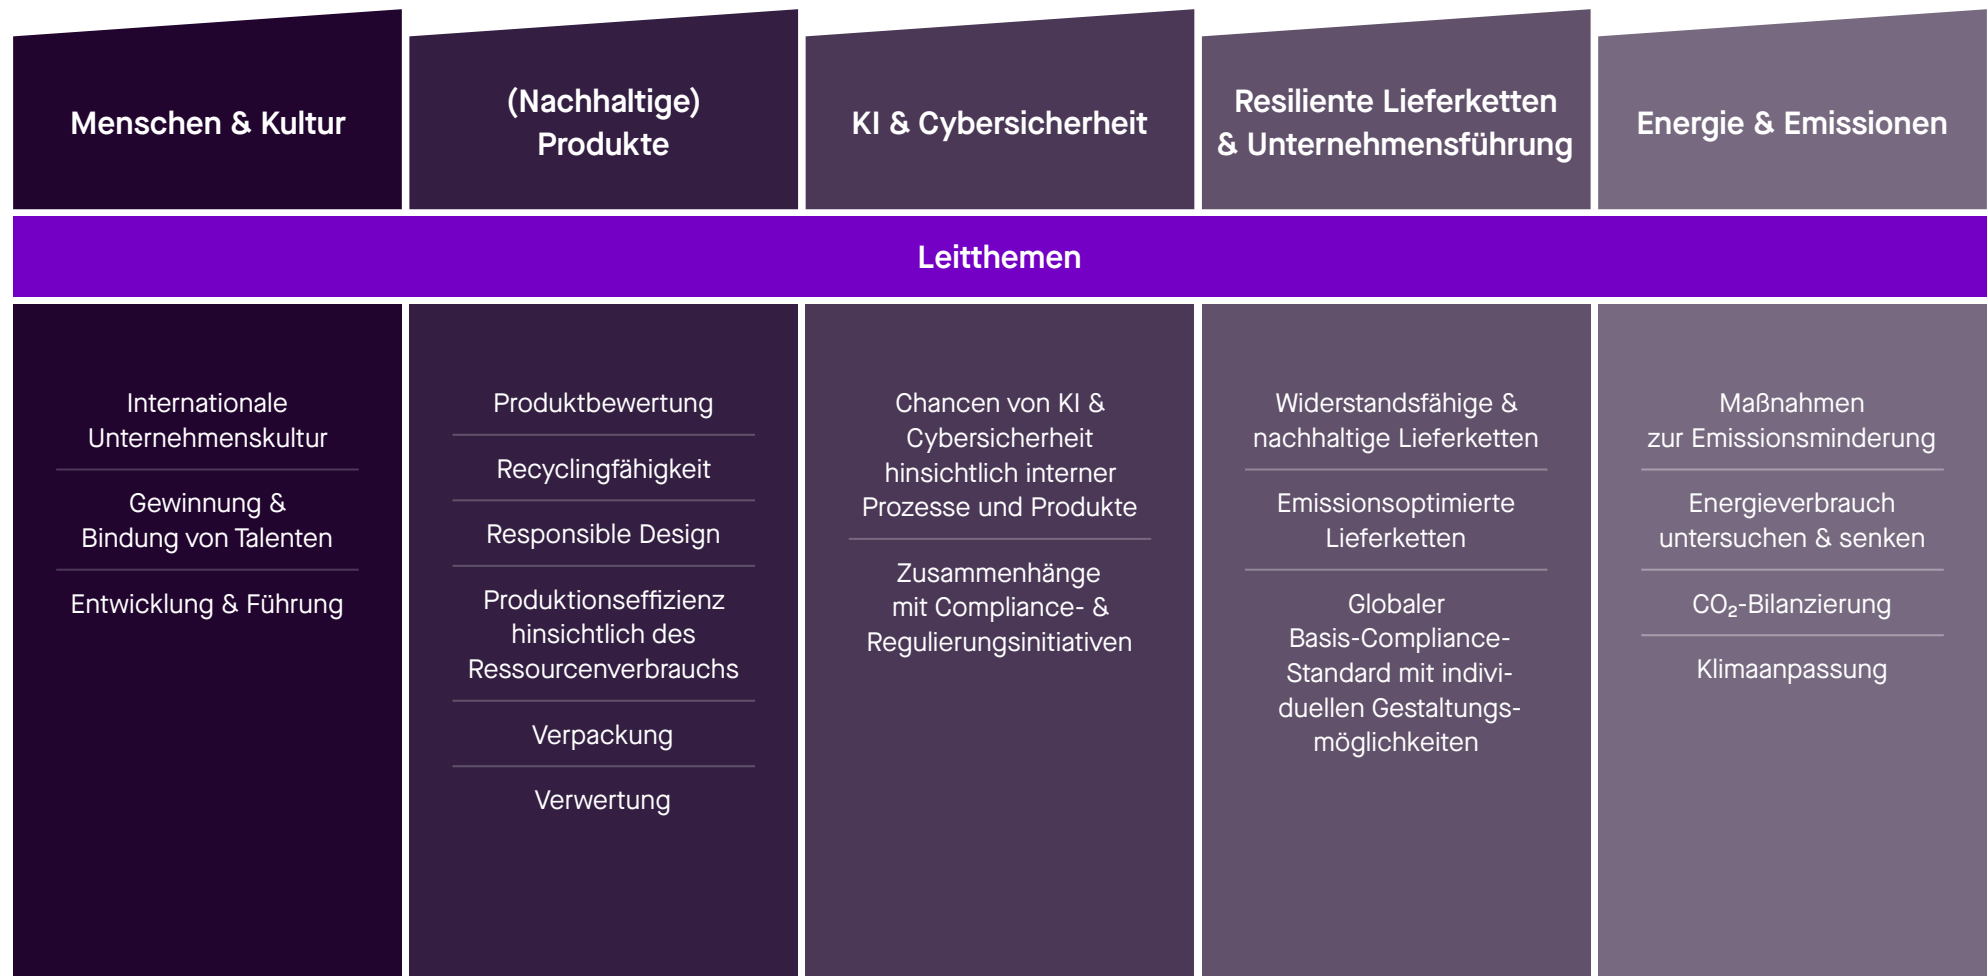 Menschen & Kultur
(Nachhaltige)
Produkte
KI & Cybersicherheit
Resiliente Lieferketten
& Unternehmensführung
Energie & Emissionen
Leitthemen
Internationale
Unternehmenskultur
Gewinnung &
Bindung von Talenten
Entwicklung & Führung
Produktbewertung
Recyclingfähigkeit
Responsible Design
Produktionseffizienz
hinsichtlich des
Ressourcenverbrauchs
Verpackung
Verwertung
Chancen von KI &
Cybersicherheit
hinsichtlich interner
Prozesse und Produkte
Zusammenhänge
mit Compliance- &
Regulierungsinitiativen
Widerstandsfähige &
nachhaltige Lieferketten
Emissionsoptimierte
Lieferketten
Globaler
Basis-Compliance-
Standard mit indivi-
duellen Gestaltungs-
möglichkeiten
Maßnahmen
zur Emissionsminderung
Energieverbrauch
untersuchen & senken
CO₂-Bilanzierung
Klimaanpassung